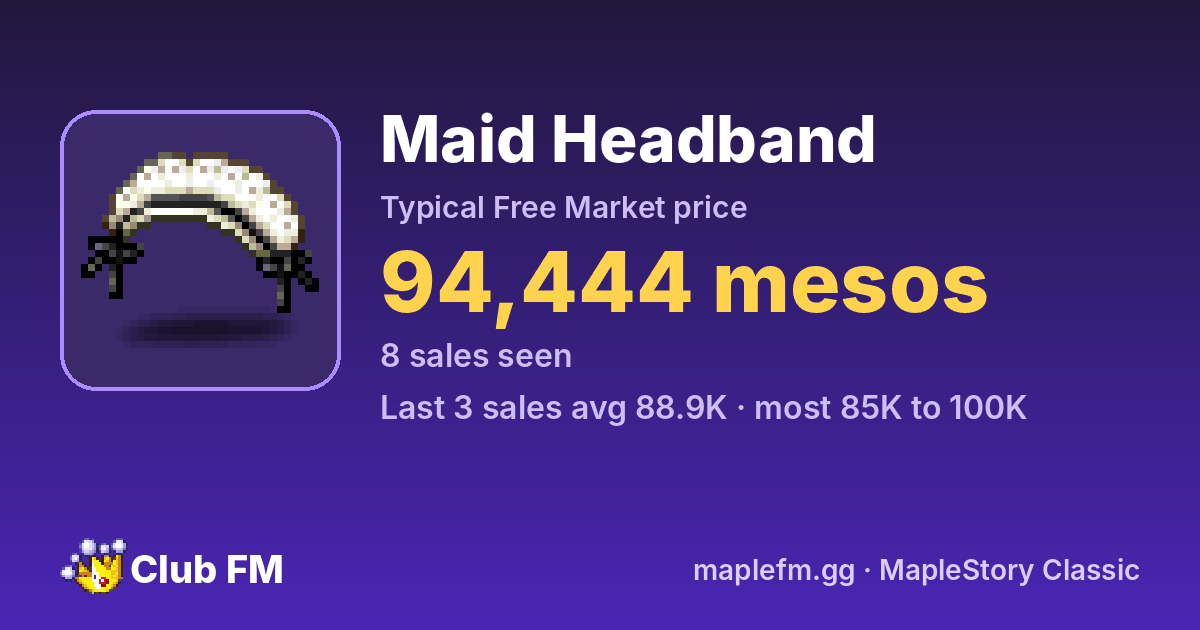 Maid Headband
Typical Free Market price
94,444 mesos
8 sales seen
Last 3 sales avg 88.9K · most 85K to 100K
Club FM
maplefm.gg · MapleStory Classic